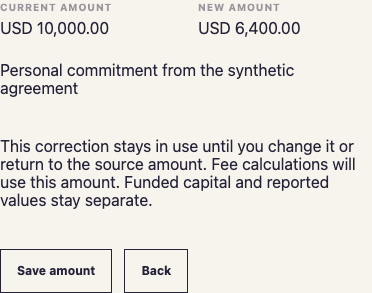 CURRENT AMOUNT NEW AMOUNT
USD 10,000.00 USD 6,400.00
Personal commitment from the synthetic
agreement
This correction stays in use until you change it or
return to the source amount. Fee calculations will
use this amount. Funded capital and reported
values stay separate.
Save amount Back